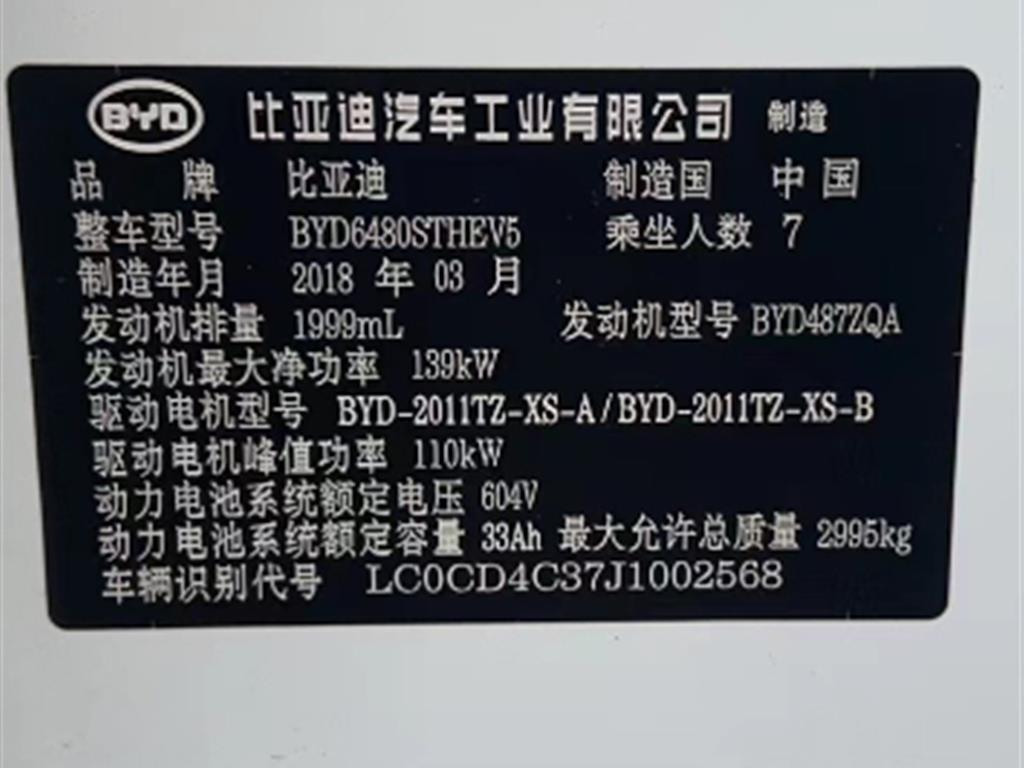 BYD 比亚迪汽车工业有限公司 制造
品 牌 比亚迪 制造国 中国
整车型号 BYD6480STHEV5 乘坐人数 7
制造年月 2018 年 03 月
发动机排量 1999mL 发动机型号 BYD487ZQA
发动机最大净功率 139kW
驱动电机型号 BYD-2011TZ-XS-A/BYD-2011TZ-XS-B
驱动电机峰值功率 110kW
动力电池系统额定电压 604V
动力电池系统额定容量 33Ah 最大允许总质量 2995kg
车辆识别代号 LC0CD4C37J1002568